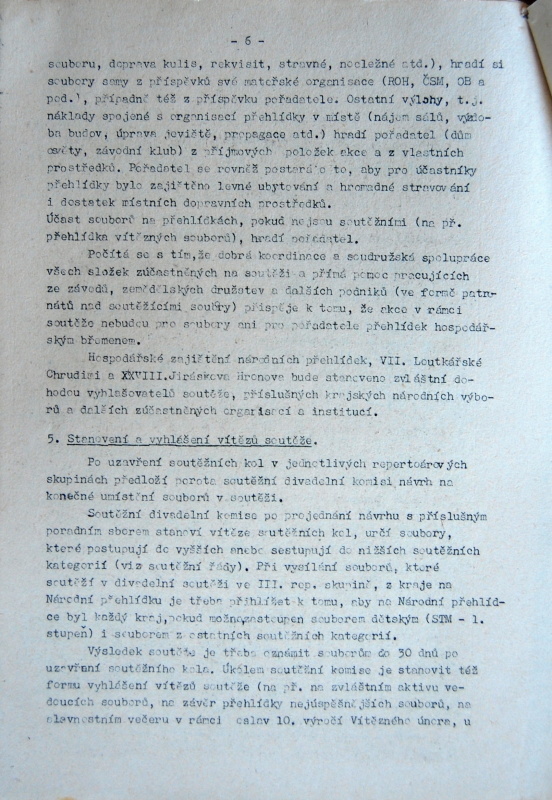 - 6 -
souboru, doprava kulis, rekvisit, stravné, nocležné atd.), hradí si
soubory samy z příspěvků své mateřské organisace (ROH, ČSM, OB a
pod.), případně též z příspěvku pořadatele. Ostatní výlohy, t.j.
náklady spojené s organisací přehlídky v místě (nájem sálů, výzdo-
ba budov, úprava jeviště, propagace atd.) hradí pořadatel (dům
osvěty, závodní klub) z příjmových položek akce a z vlastních
prostředků. Pořadatel se rovněž postará o to, aby pro účastníky
přehlídky bylo zajištěno levné ubytování a hromadné stravování
i dostatek místních dopravních prostředků.
Účast souborů na přehlídkách, pokud nejsou soutěžními (na př.
přehlídka vítězných souborů), hradí pořadatel.
Počítá se s tím,že dobrá koordinace a soudružská spolupráce
všech složek zúčastněných na soutěži a přímá pomoc pracujících
ze závodů, zemědělských družstev a dalších podniků (ve formě patro-
nátů nad soutěžícími soubry) přispěje k tomu, že akce v rámci
soutěže nebudou pro soubory ani pro pořadatele přehlídek hospodář-
ským břemenem.
Hospodářské zajištění národních přehlídek, VII. Loutkářské
Chrudimi a XXVIII.Jiráskova Hronova bude stanoveno zvláštní do-
hodou vyhlašovatelů soutěže, příslušných krajských národních výbo-
rů a dalších zúčastněných organisací a institucí.
5. Stanovení a vyhlášení vítězů soutěže.
Po uzavření soutěžních kol v jednotlivých repertoárových
skupinách předloží porota soutěžní divadelní komisi návrh na
konečné umístění souborů v soutěži.
Soutěžní divadelní komise po projednání návrhu s příslušným
poradním sborem stanoví vítěze soutěžních kol, určí soubory,
které postupují do vyšších anebo sestupují do nižších soutěžních
kategorií (viz soutěžní řády). Při vysílání souborů, které
soutěží v divadelní soutěži ve III. rep. skupině, z kraje na
Národní přehlídku je třeba přihlížet k tomu, aby na Národní přehlíd-
ce byl každý kraj,pokud možno,zastoupen souborem dětským (STM - 1.
stupeň) i souborem z ostatních soutěžních kategorií.
Výsledek soutěže je třeba oznámit souborům do 30 dnů po
uzavření soutěžního kola. Úkolem soutěžní komise je stanovit též
formu vyhlášení vítězů soutěže (na př. na zvláštním aktivu ve-
doucích souborů, na závěr přehlídky nejúspěšnějších souborů, na
slavnostním večeru v rámci oslav 10. výročí Vítězného února, u